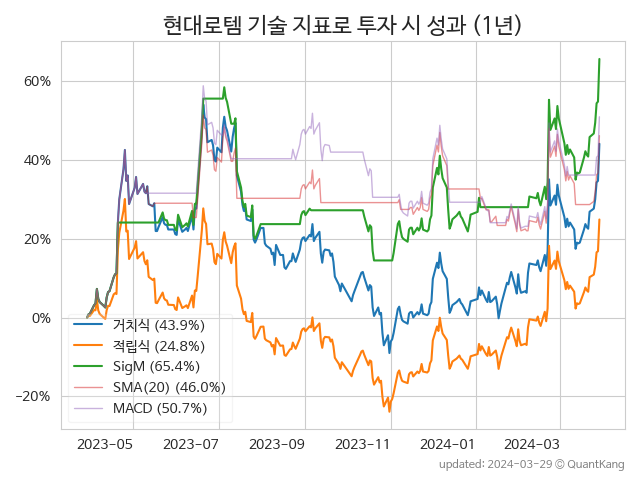 현대로템 기술 지표로 투자 시 성과 (1년)
60%
40%
20%
0%
−20%
거치식 (43.9%)
적립식 (24.8%)
SigM (65.4%)
SMA(20) (46.0%)
MACD (50.7%)
2023-05
2023-07
2023-09
2023-11
2024-01
2024-03
updated: 2024-03-29 © QuantKang